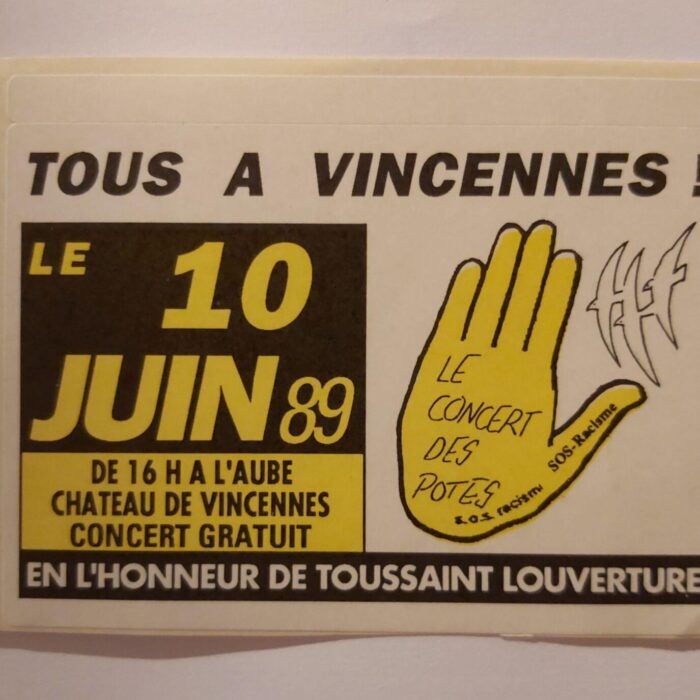 TOUS A VINCENNES !
LE 10
JUIN 89
DE 16 H A L'AUBE
CHATEAU DE VINCENNES
CONCERT GRATUIT
LE
CONCERT
DES
POTES
s.o.s. racisme
SOS-Racisme
EN L'HONNEUR DE TOUSSAINT LOUVERTURE